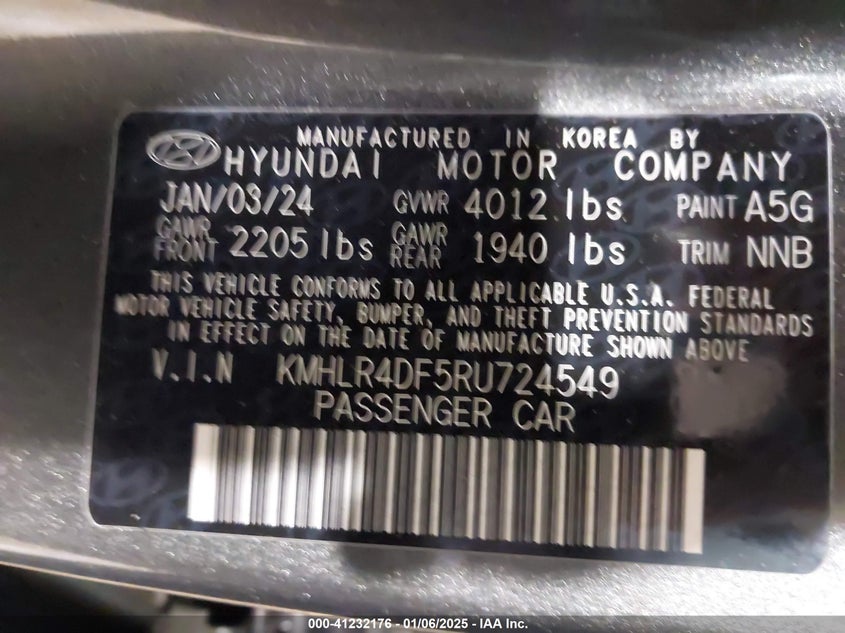 MANUFACTURED IN KOREA BY
HYUNDAI MOTOR COMPANY
JAN/03/24 GVWR 4012 lbs PAINT A5G
GAWR FRONT 2205 lbs GAWR REAR 1940 lbs TRIM NNB
THIS VEHICLE CONFORMS TO ALL APPLICABLE U.S.A. FEDERAL
MOTOR VEHICLE SAFETY, BUMPER, AND THEFT PREVENTION STANDARDS
IN EFFECT ON THE DATE OF MANUFACTURE SHOWN ABOVE
V.I.N KMHLR4DF5RU724549
PASSENGER CAR
000-41232176 — 01/06/2025 — IAA Inc.